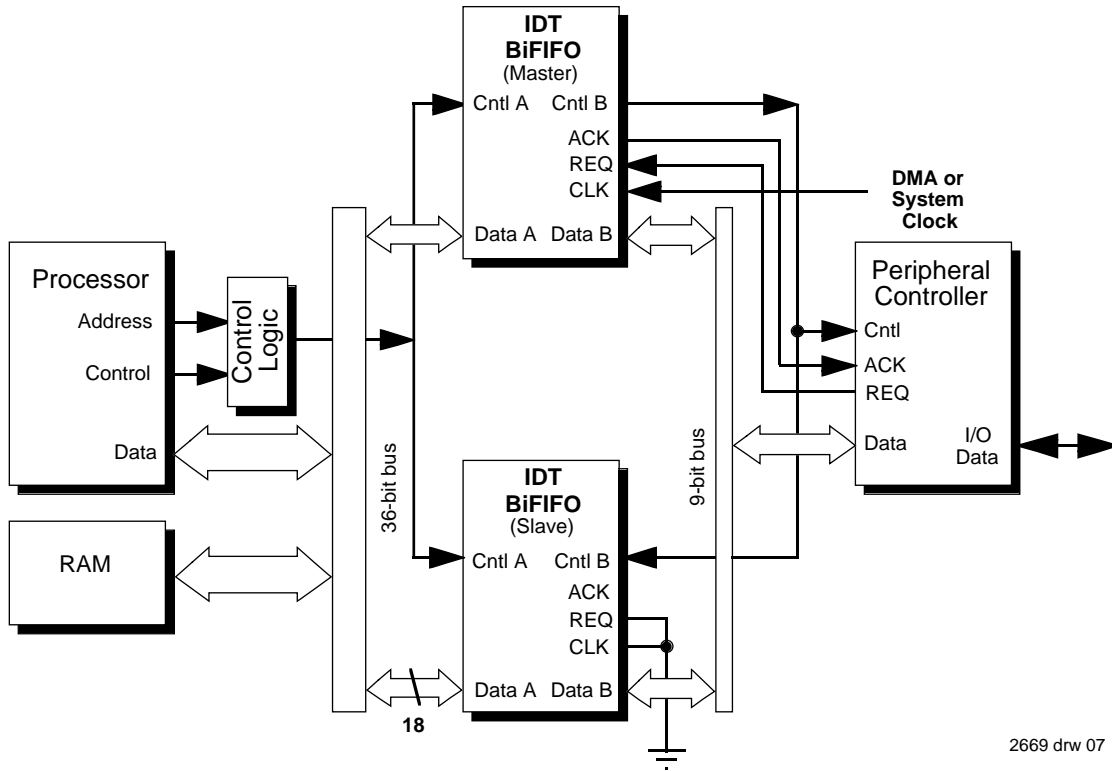 IDT
BiFIFO
(Master)
Cntl A
Cntl B
ACK
REQ
CLK
Data A
Data B
DMA or
System
Clock
Processor
Address
Control
Data
Control
Logic
RAM
36-bit bus
9-bit bus
Peripheral
Controller
Cntl
ACK
REQ
Data
I/O
Data
IDT
BiFIFO
(Slave)
Cntl A
Cntl B
ACK
REQ
CLK
Data A
Data B
18
2669 drw 07